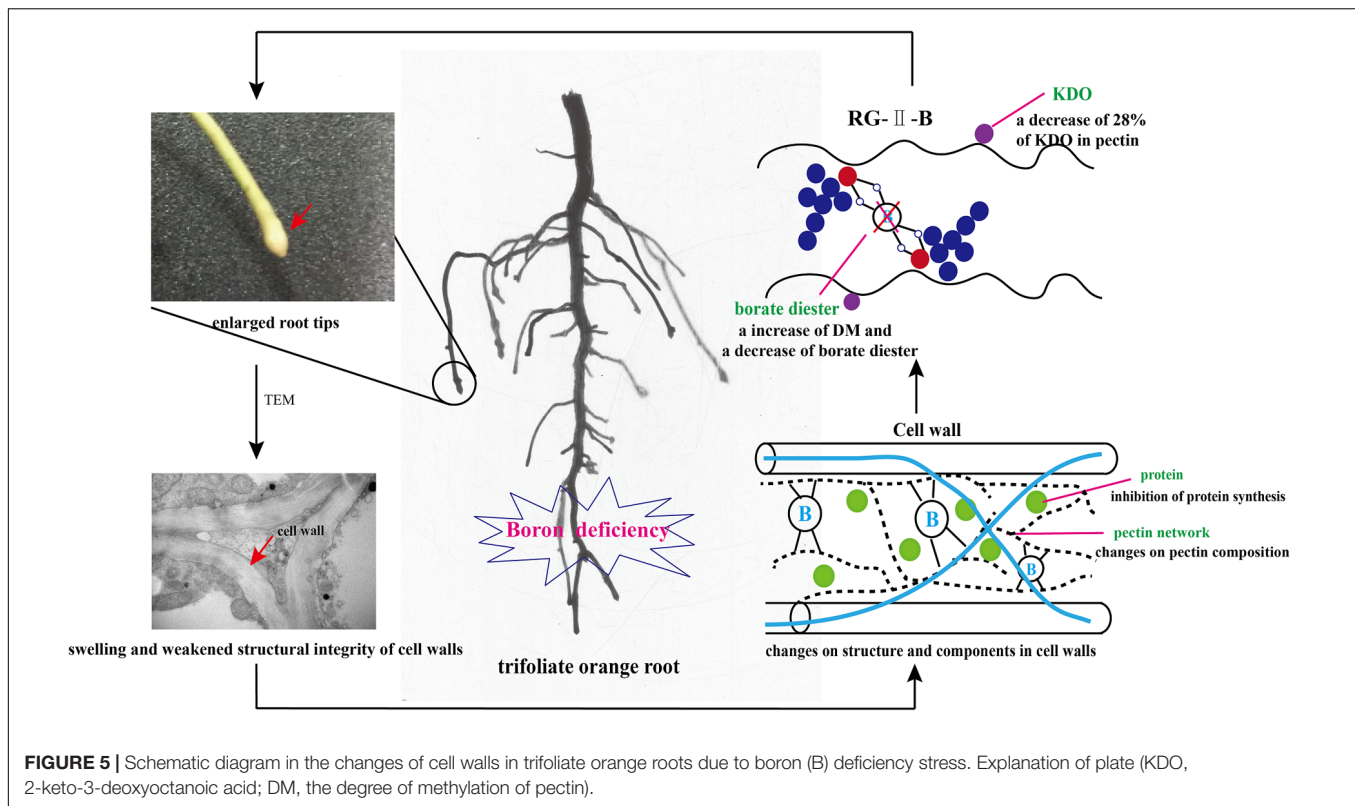 RG-Ⅱ-B
KDO
a decrease of 28%
of KDO in pectin
enlarged root tips
borate diester
a increase of DM and
a decrease of borate diester
TEM
Cell wall
cell wall
protein
inhibition of protein synthesis
pectin network
changes on pectin composition
B
B
B
B
Boron deficiency
swelling and weakened structural integrity of cell walls
trifoliate orange root
changes on structure and components in cell walls
FIGURE 5 | Schematic diagram in the changes of cell walls in trifoliate orange roots due to boron (B) deficiency stress. Explanation of plate (KDO,
2-keto-3-deoxyoctanoic acid; DM, the degree of methylation of pectin).